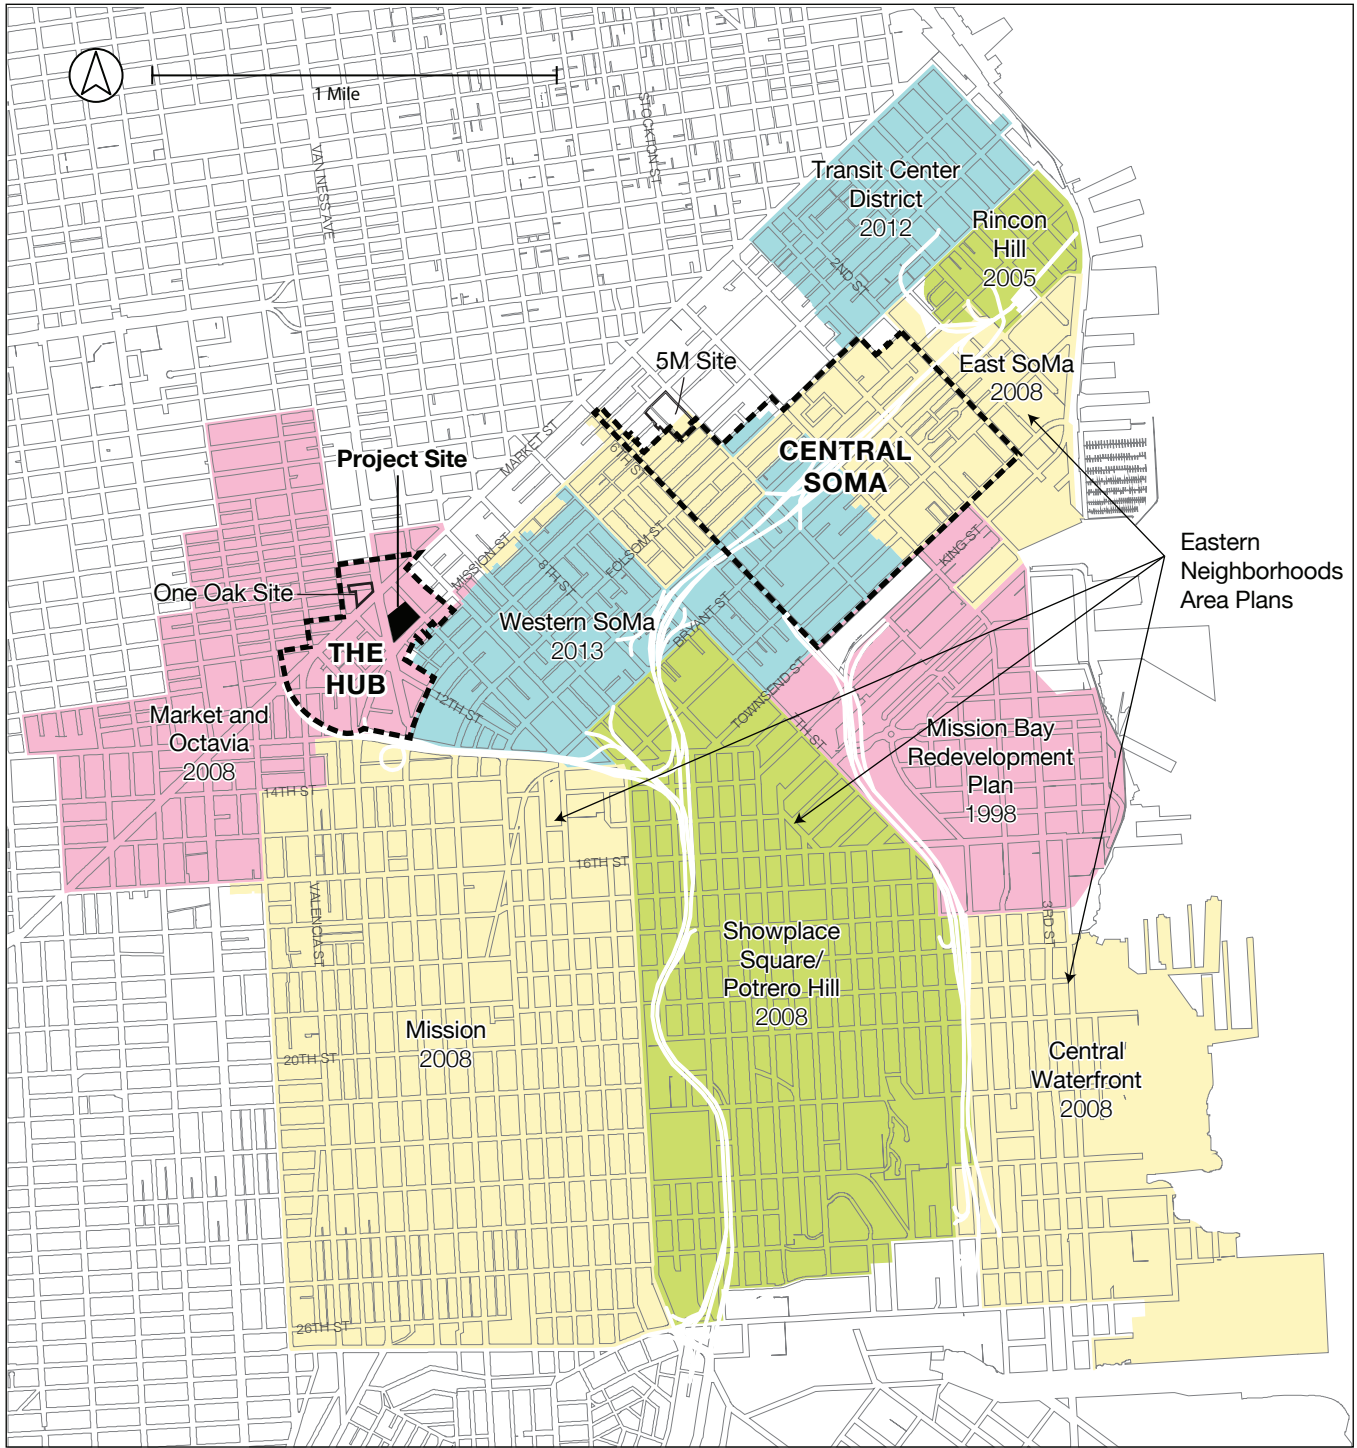 1 Mile
STOCKTON ST
VAN NESS AVE
Transit Center
District
2012
Rincon
Hill
2005
2ND ST
5M Site
East SoMa
2008
MARKET ST
6TH ST
CENTRAL
SOMA
Project Site
MISSION ST
8TH ST
FOLSOM ST
KING ST
Eastern
Neighborhoods
Area Plans
One Oak Site
Western SoMa
2013
BRYANT ST
THE
HUB
12TH ST
TOWNSEND ST
7TH ST
Market and
Octavia
2008
Mission Bay
Redevelopment
Plan
1998
14TH ST
16TH ST
VALENCIA ST
3RD ST
Showplace
Square/
Potrero Hill
2008
Mission
2008
20TH ST
Central
Waterfront
2008
26TH ST